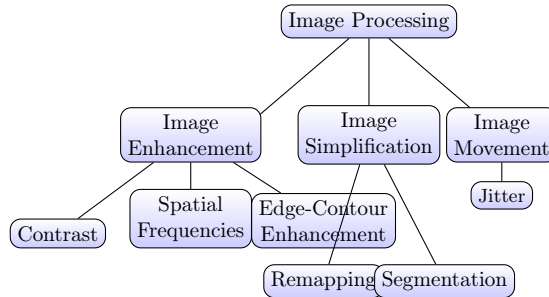 Image Processing
Image
Enhancement
Image
Simplification
Image
Movement
Contrast
Spatial
Frequencies
Edge-Contour
Enhancement
Jitter
Remapping
Segmentation